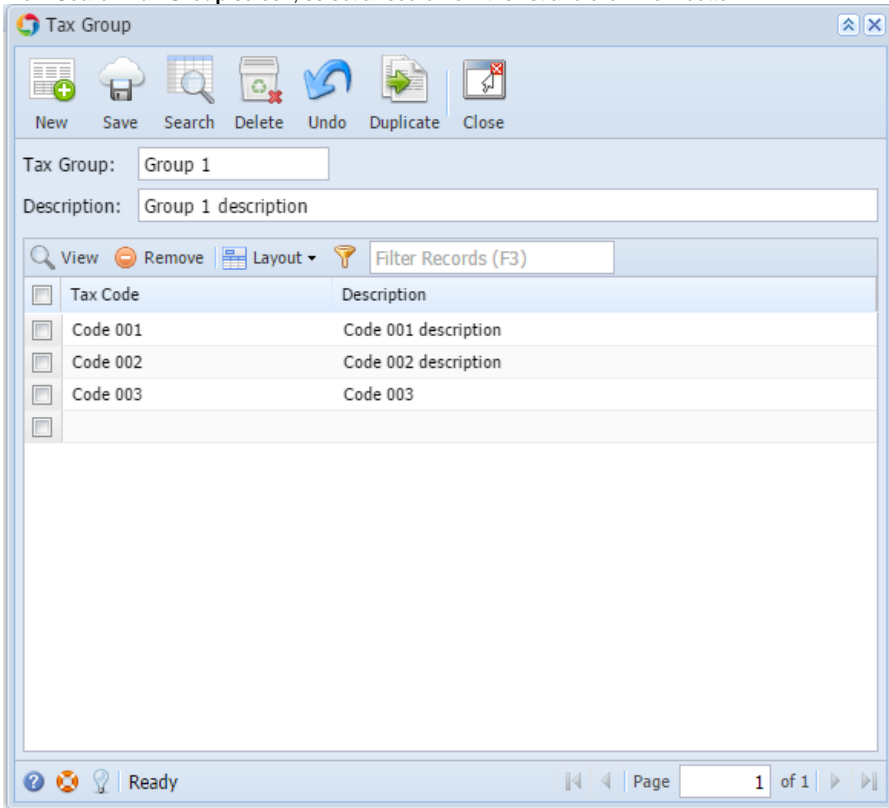 Tax Group
New Save Search Delete Undo Duplicate Close
Tax Group: Group 1
Description: Group 1 description
View Remove Layout Filter Records (F3)
Tax Code Description
Code 001 Code 001 description
Code 002 Code 002 description
Code 003 Code 003
Ready Page 1 of 1